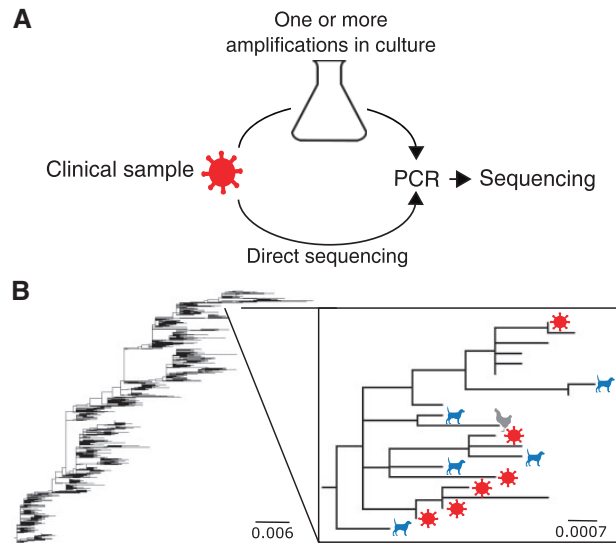 A
One or more
amplifications in culture
Clinical sample
PCR
Sequencing
Direct sequencing
B
0.006
0.0007